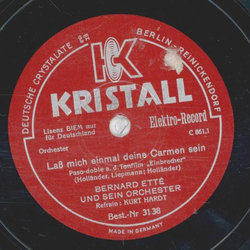 DEUTSCHE CRYSTALATE
BERLIN-REINICKENDORF
K
KRISTALL
Lizenz BIEM nur
für Deutschland
Elektro-Record
C 861,1
Orchester
Laß mich einmal deine Carmen sein
Paso-doble a. d. Tonfilm „Einbrecher"
(Holländer, Liepmann; Holländer)
BERNARD ETTÉ
UND SEIN ORCHESTER
Refrain: KURT HARDT
Best.-Nr 3138
MADE IN GERMANY